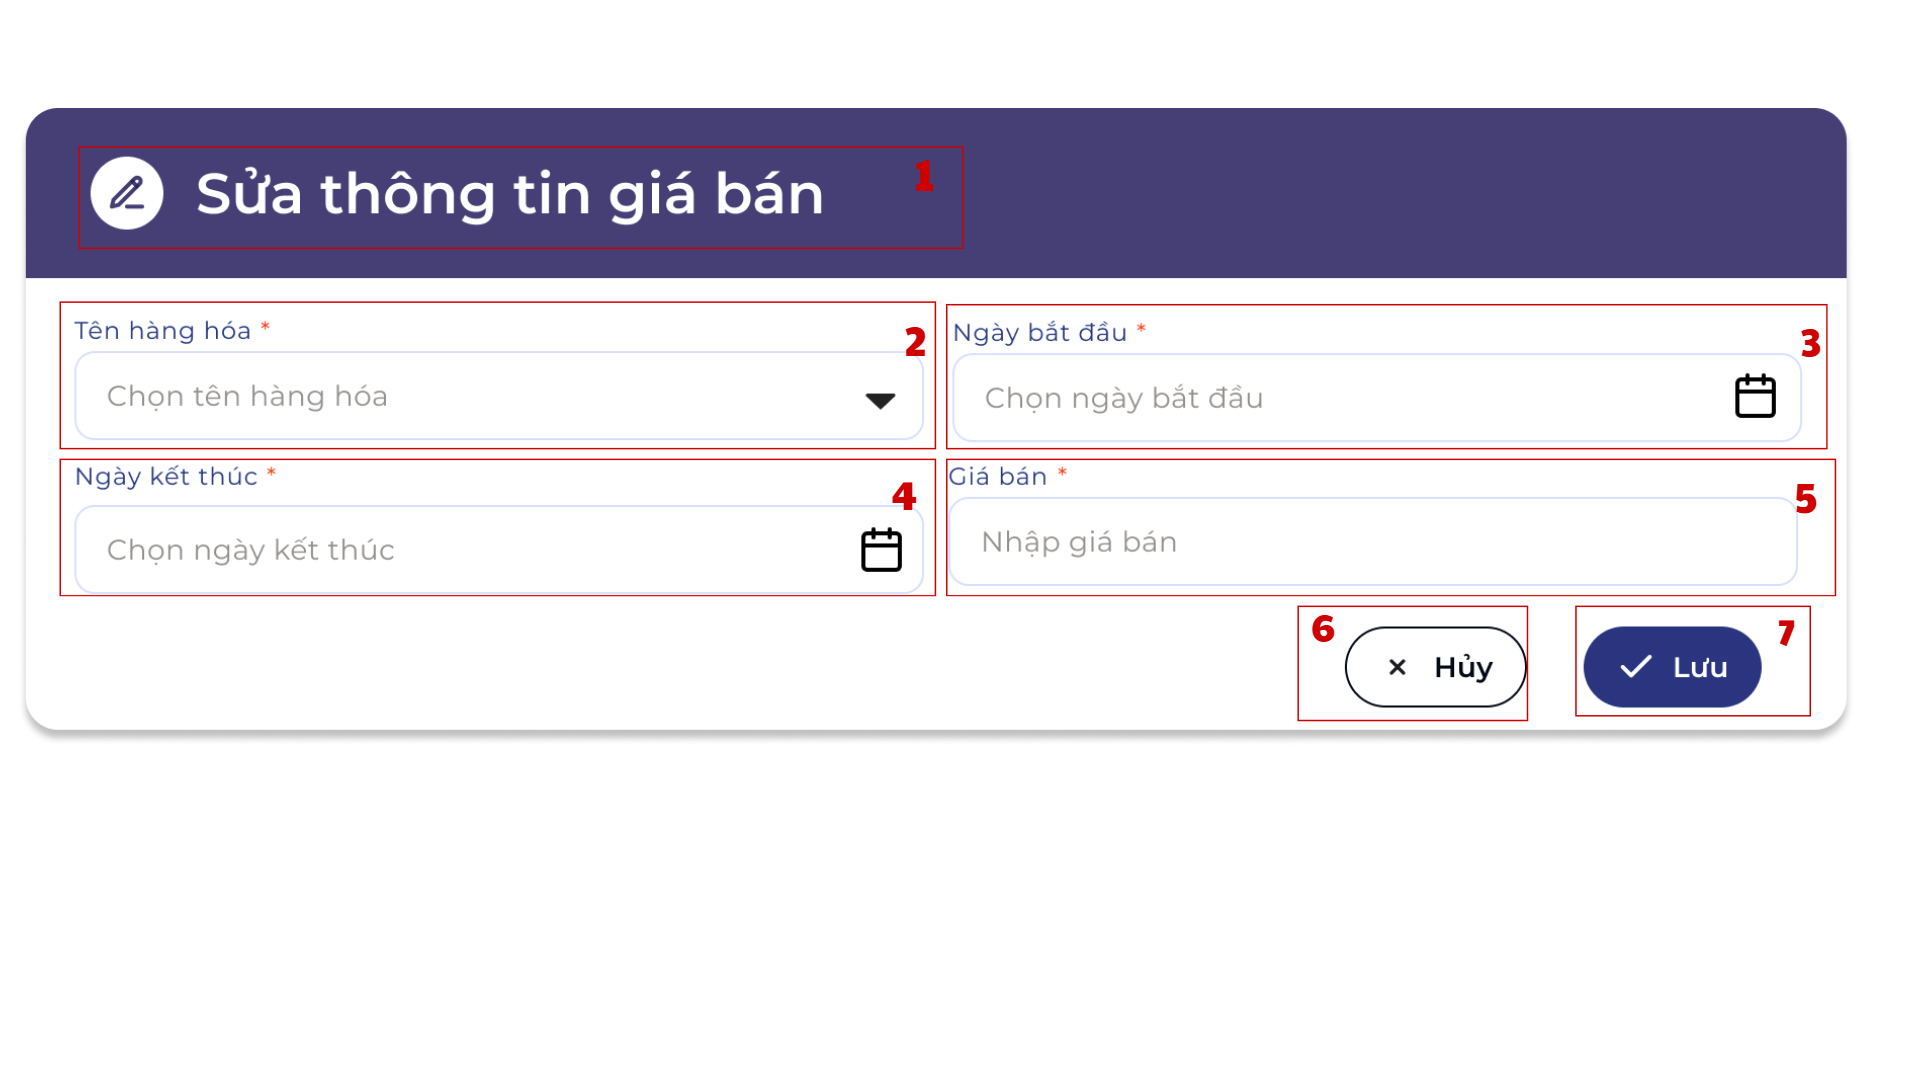 Sửa thông tin giá bán 1
Tên hàng hóa * 2
Chọn tên hàng hóa
Ngày bắt đầu * 3
Chọn ngày bắt đầu
Ngày kết thúc * 4
Chọn ngày kết thúc
Giá bán * 5
Nhập giá bán
6 Hủy
Lưu 7